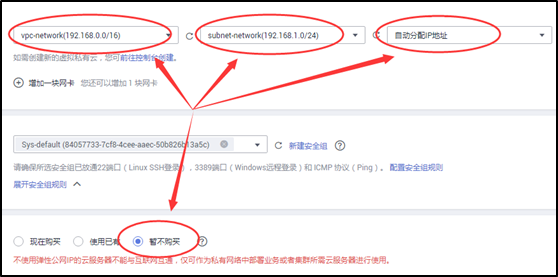 vpc-network(192.168.0.0/16) subnet-network(192.168.1.0/24) 自动分配IP地址
如需创建新的虚拟私有云，您可前往控制台创建。
增加一块网卡 您还可以增加 1 块网卡
Sys-default (84057733-7cf8-4cee-aaec-50b826b13a5c) 新建安全组
请确保所选安全组已放通22端口（Linux SSH登录），3389端口（Windows远程登录）和 ICMP 协议（Ping）。 配置安全组规则
展开安全组规则
现在购买 使用已有 暂不购买
不使用弹性公网IP的云服务器不能与互联网互通，仅可作为私有网络中部署业务或者集群所需云服务器进行使用。